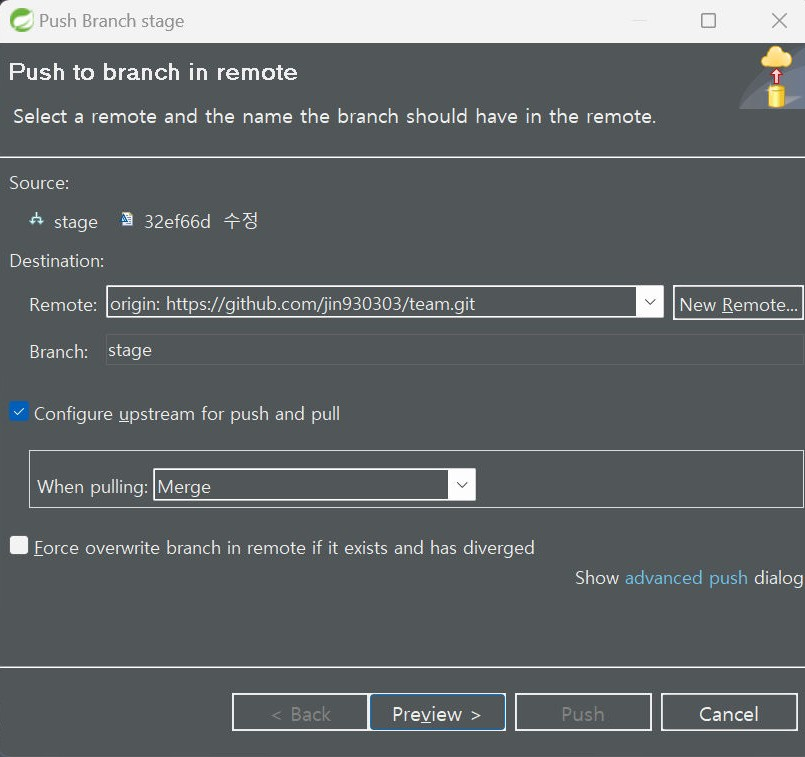 Push Branch stage
Push to branch in remote
Select a remote and the name the branch should have in the remote.
Source:
stage 32ef66d 수정
Destination:
Remote: origin: https://github.com/jin930303/team.git New Remote...
Branch: stage
Configure upstream for push and pull
When pulling: Merge
Force overwrite branch in remote if it exists and has diverged
Show advanced push dialog
< Back Preview > Push Cancel